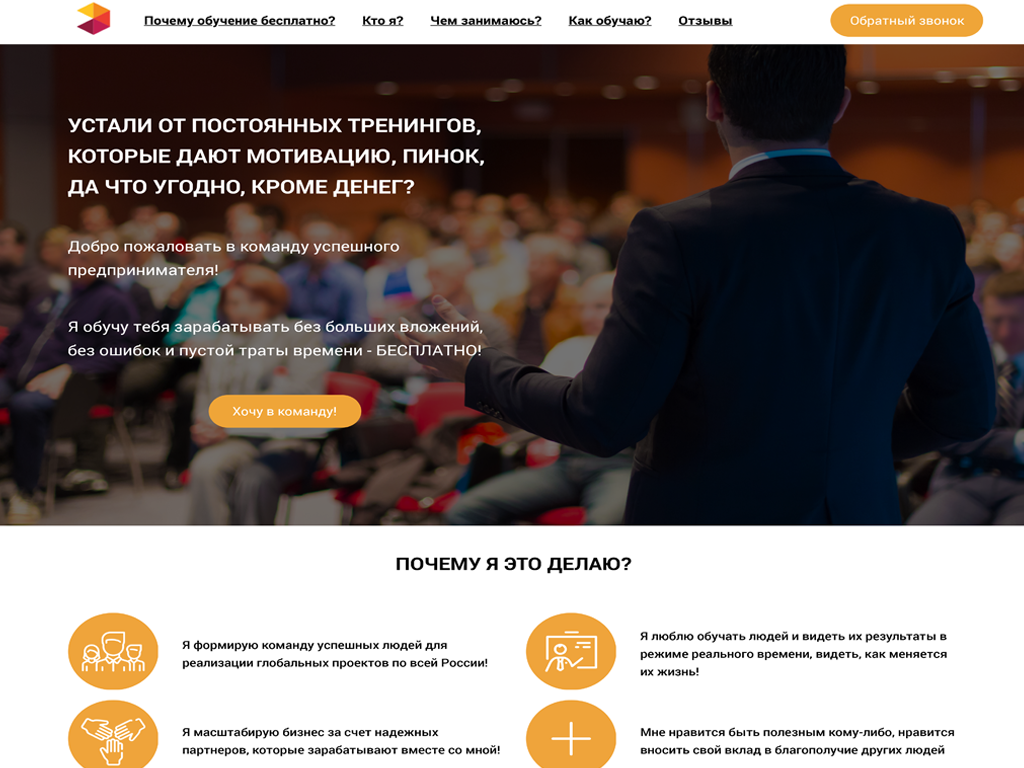 Почему обучение бесплатно? Кто я? Чем занимаюсь? Как обучаю? Отзывы Обратный звонок
УСТАЛИ ОТ ПОСТОЯННЫХ ТРЕНИНГОВ,
КОТОРЫЕ ДАЮТ МОТИВАЦИЮ, ПИНОК,
ДА ЧТО УГОДНО, КРОМЕ ДЕНЕГ?
Добро пожаловать в команду успешного
предпринимателя!
Я обучу тебя зарабатывать без больших вложений,
без ошибок и пустой траты времени - БЕСПЛАТНО!
Хочу в команду!
ПОЧЕМУ Я ЭТО ДЕЛАЮ?
Я формирую команду успешных людей для
реализации глобальных проектов по всей России!
Я люблю обучать людей и видеть их результаты в
режиме реального времени, видеть, как меняется
их жизнь!
Я масштабирую бизнес за счет надежных
партнеров, которые зарабатывают вместе со мной!
Мне нравится быть полезным кому-либо, нравится
вносить свой вклад в благополучие других людей